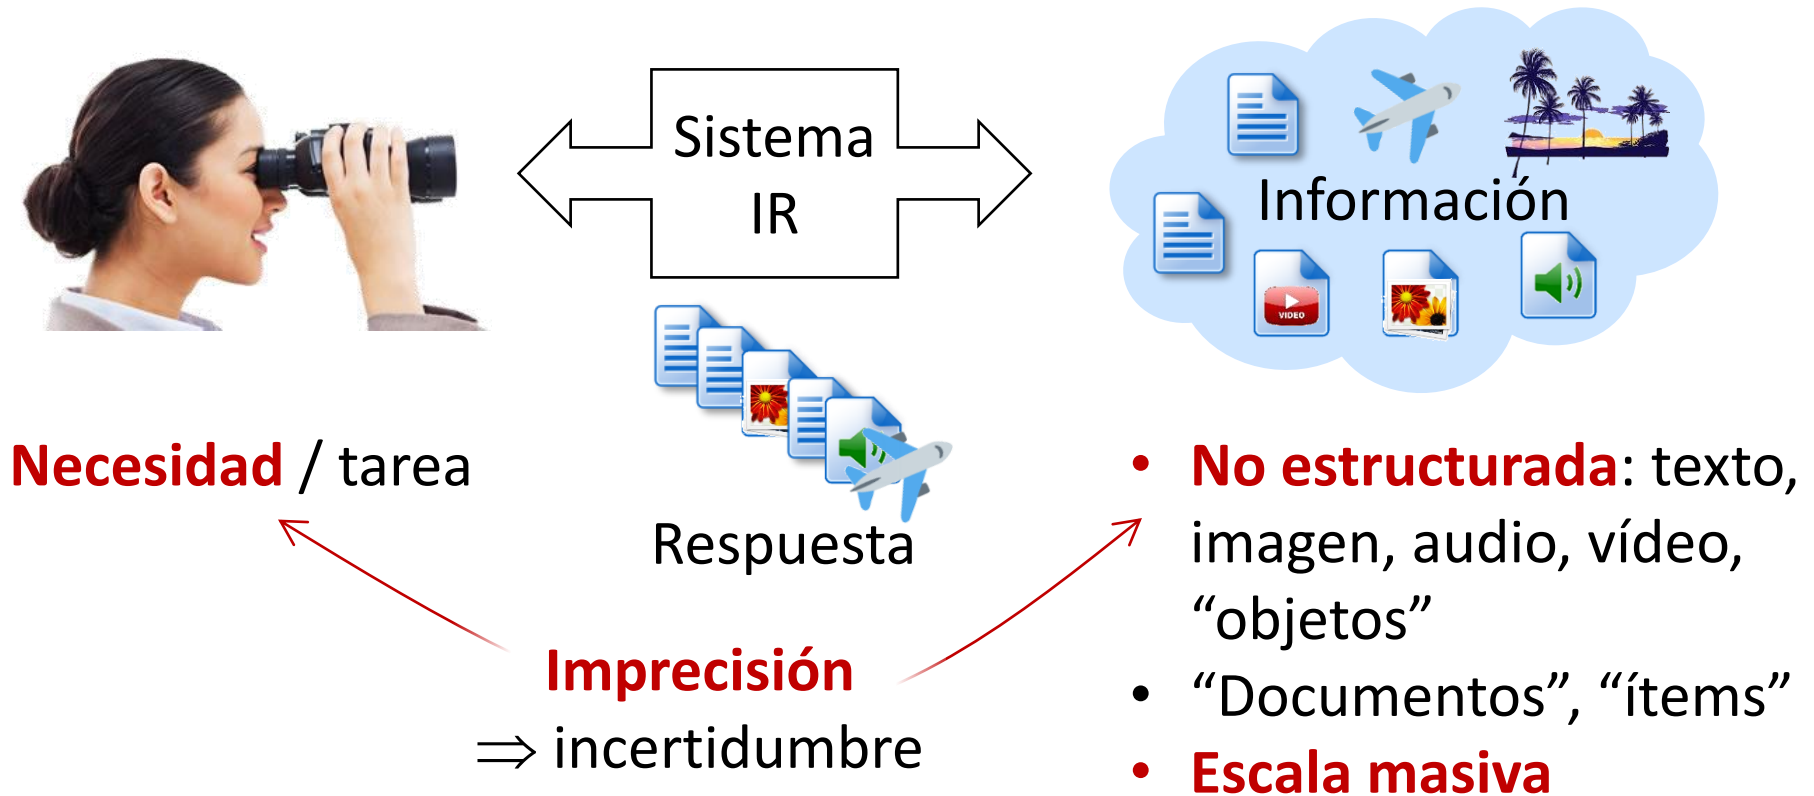 Sistema
IR
Información
VIDEO
Necesidad / tarea
Respuesta
Imprecisión
⇒ incertidumbre
• No estructurada: texto,
imagen, audio, vídeo,
“objetos”
• “Documentos”, “ítems”
• Escala masiva